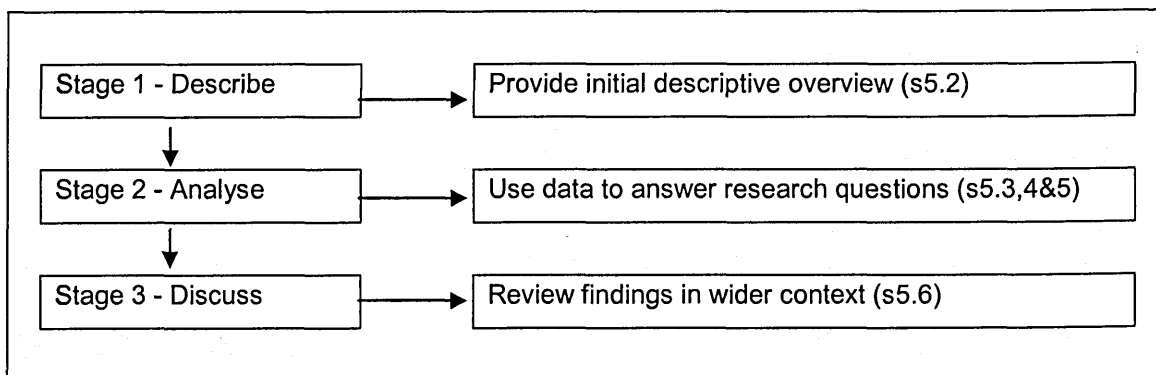 Stage 1 - Describe
Provide initial descriptive overview (s5.2)
Stage 2 - Analyse
Use data to answer research questions (s5.3,4&5)
Stage 3 - Discuss
Review findings in wider context (s5.6)